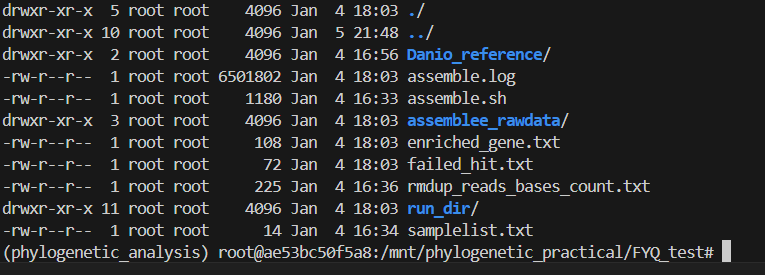 drwxr-xr-x  5 root root    4096 Jan  4 18:03 ./
drwxr-xr-x 10 root root    4096 Jan  5 21:48 ../
drwxr-xr-x  2 root root    4096 Jan  4 16:56 Danio_reference/
-rw-r--r--  1 root root 6501802 Jan  4 18:03 assemble.log
-rw-r--r--  1 root root    1180 Jan  4 16:33 assemble.sh
drwxr-xr-x  3 root root    4096 Jan  4 18:03 assemblee_rawdata/
-rw-r--r--  1 root root     108 Jan  4 18:03 enriched_gene.txt
-rw-r--r--  1 root root      72 Jan  4 18:03 failed_hit.txt
-rw-r--r--  1 root root     225 Jan  4 16:36 rmdup_reads_bases_count.txt
drwxr-xr-x 11 root root    4096 Jan  4 18:03 run_dir/
-rw-r--r--  1 root root      14 Jan  4 16:34 samplelist.txt
(phylogenetic_analysis) root@ae53bc50f5a8:/mnt/phylogenetic_practical/FYQ_test#